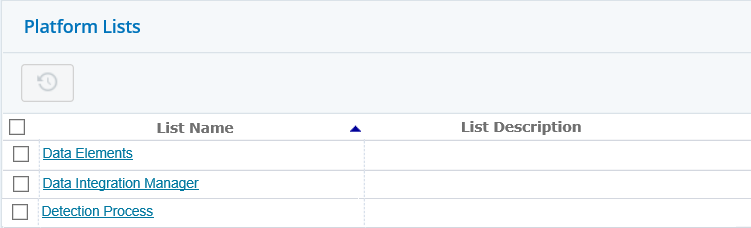 Platform Lists
List Name List Description
Data Elements
Data Integration Manager
Detection Process